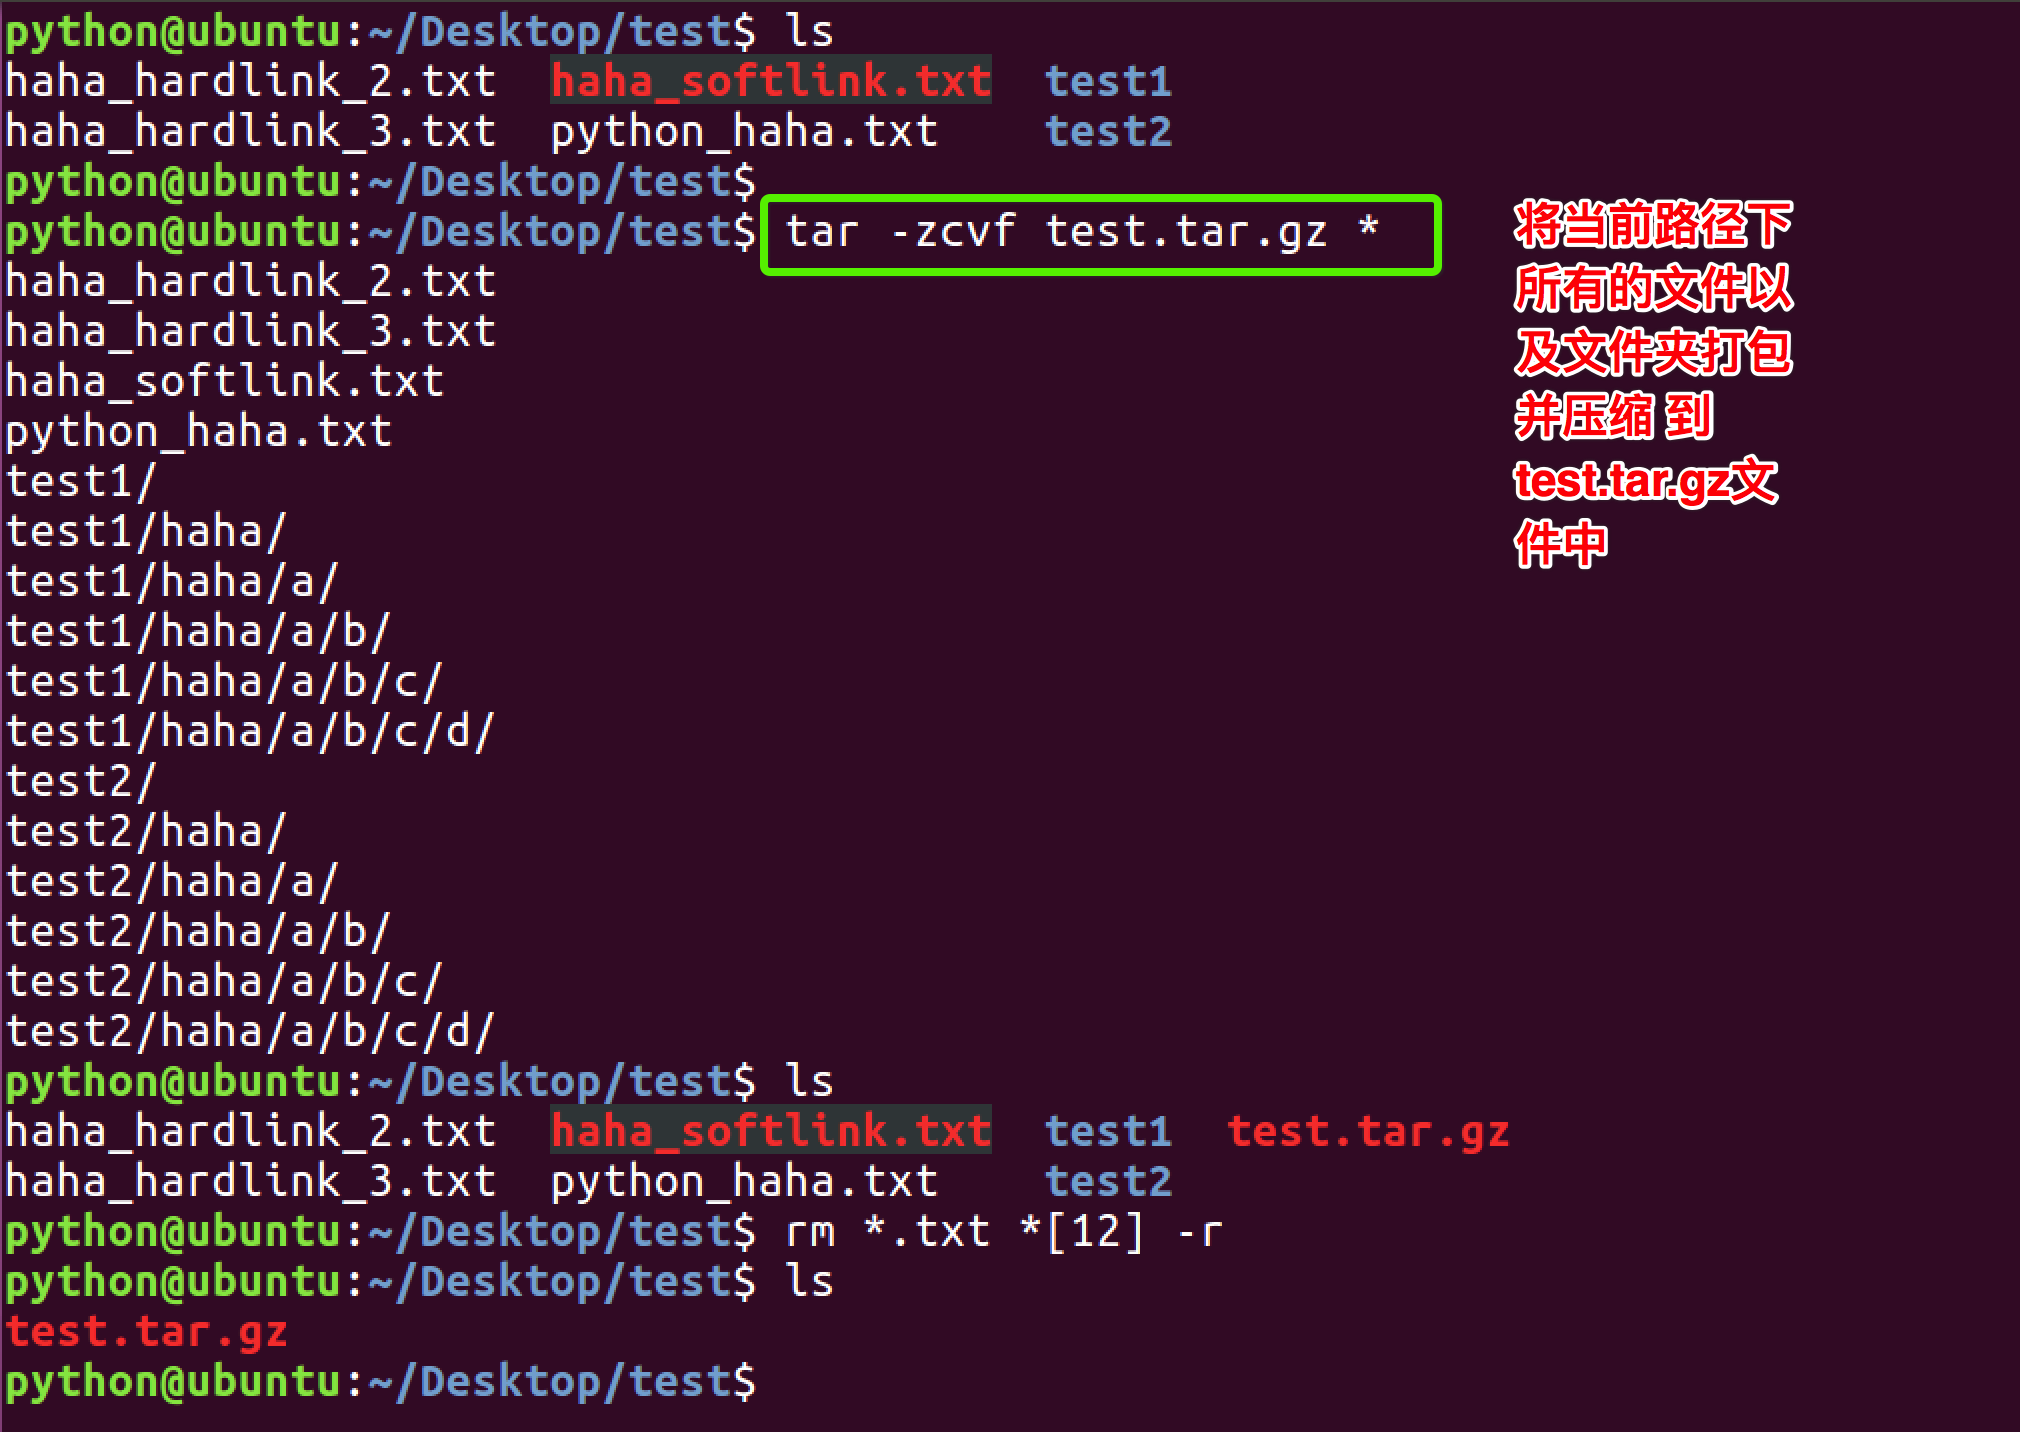 python@ubuntu:~/Desktop/test$ ls
haha_hardlink_2.txt  haha_softlink.txt  test1
haha_hardlink_3.txt  python_haha.txt    test2
python@ubuntu:~/Desktop/test$
python@ubuntu:~/Desktop/test$ tar -zcvf test.tar.gz *
haha_hardlink_2.txt
haha_hardlink_3.txt
haha_softlink.txt
python_haha.txt
test1/
test1/haha/
test1/haha/a/
test1/haha/a/b/
test1/haha/a/b/c/
test1/haha/a/b/c/d/
test2/
test2/haha/
test2/haha/a/
test2/haha/a/b/
test2/haha/a/b/c/
test2/haha/a/b/c/d/
python@ubuntu:~/Desktop/test$ ls
haha_hardlink_2.txt  haha_softlink.txt  test1  test.tar.gz
haha_hardlink_3.txt  python_haha.txt    test2
python@ubuntu:~/Desktop/test$ rm *.txt *[12] -r
python@ubuntu:~/Desktop/test$ ls
test.tar.gz
python@ubuntu:~/Desktop/test$
将当前路径下
所有的文件以
及文件夹打包
并压缩 到
test.tar.gz文
件中